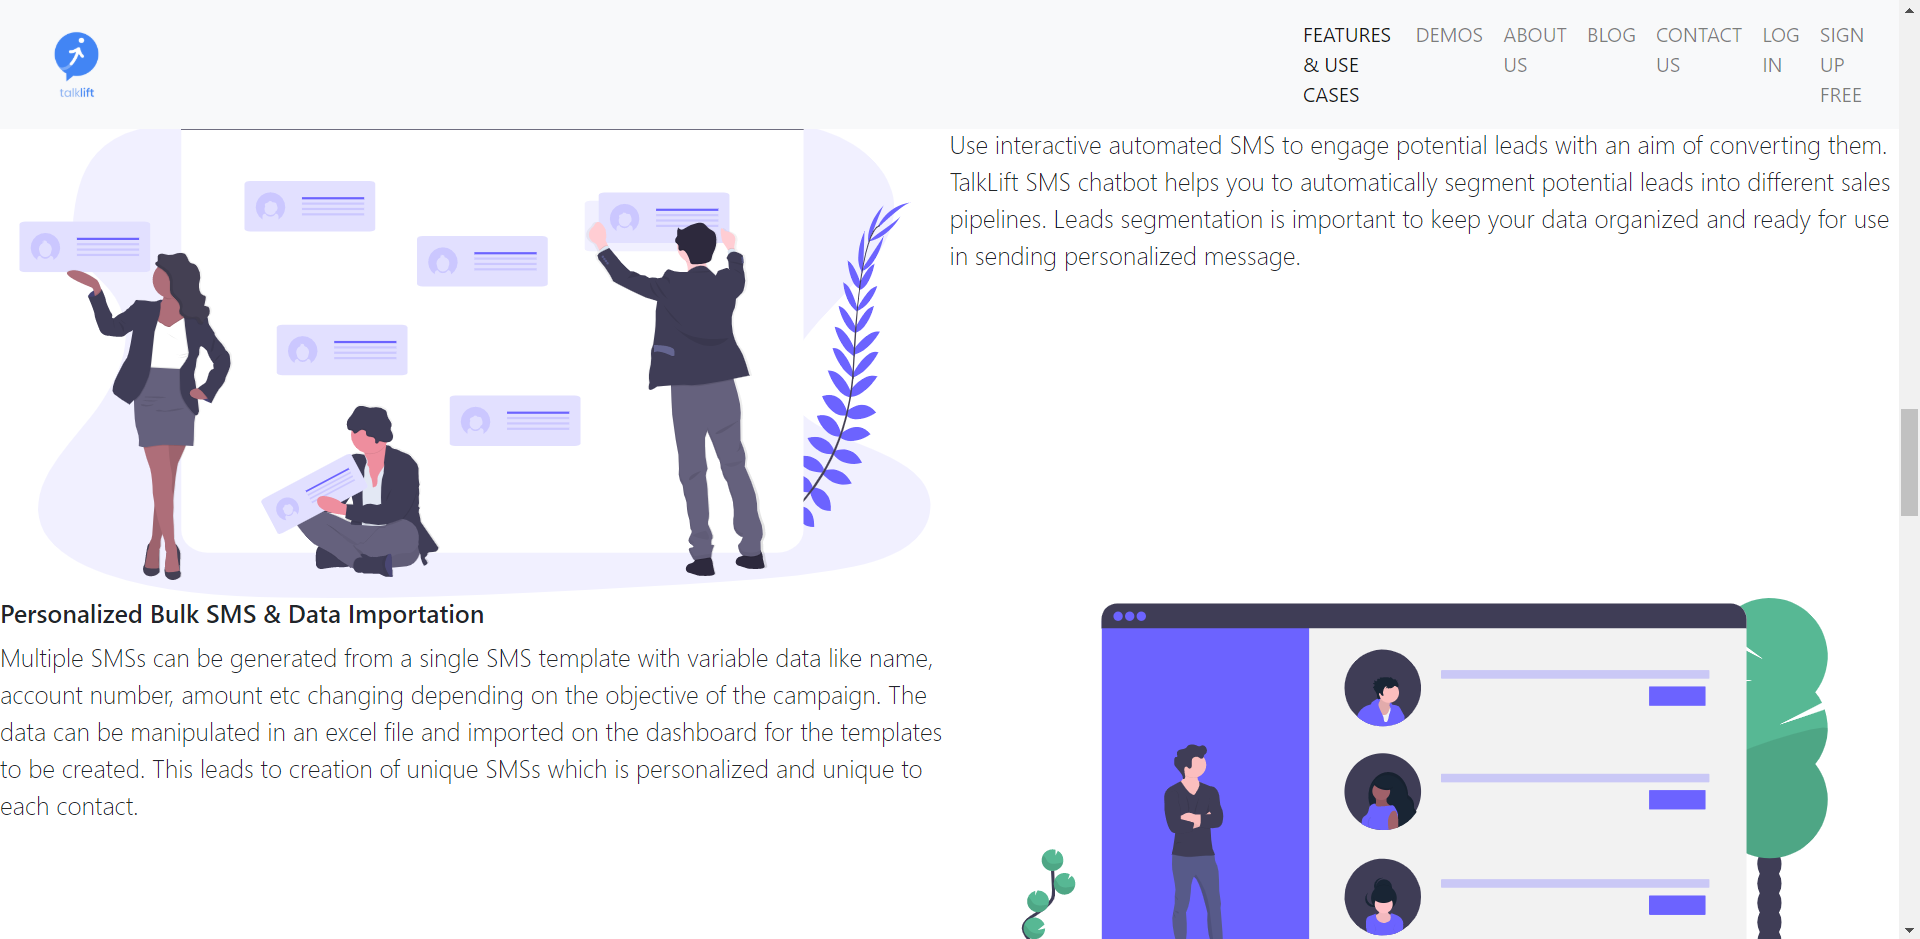 talklift
FEATURES
& USE
CASES
DEMOS
ABOUT
US
BLOG
CONTACT
US
LOG
IN
SIGN
UP
FREE
Use interactive automated SMS to engage potential leads with an aim of converting them.
TalkLift SMS chatbot helps you to automatically segment potential leads into different sales
pipelines. Leads segmentation is important to keep your data organized and ready for use
in sending personalized message.
Personalized Bulk SMS & Data Importation
Multiple SMSs can be generated from a single SMS template with variable data like name,
account number, amount etc changing depending on the objective of the campaign. The
data can be manipulated in an excel file and imported on the dashboard for the templates
to be created. This leads to creation of unique SMSs which is personalized and unique to
each contact.